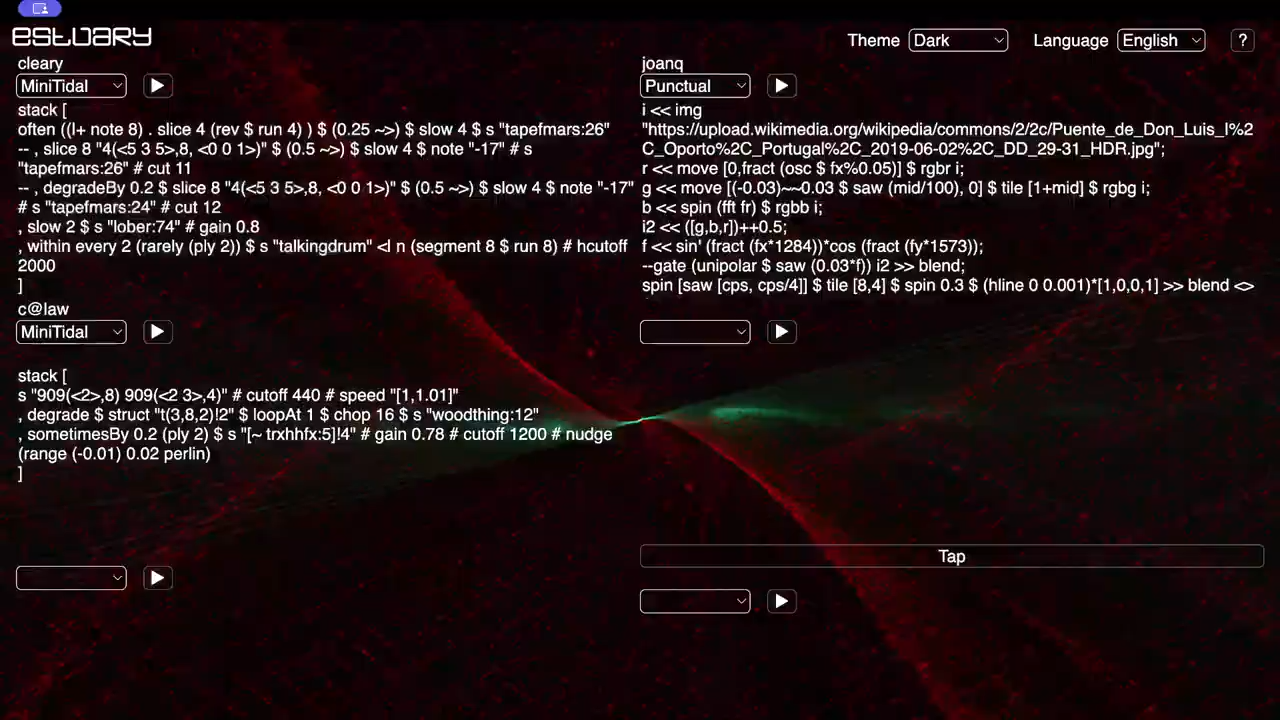 estuary
Theme Dark Language English ?
cleary
MiniTidal
stack [
often ((|+ note 8) . slice 4 (rev $ run 4) ) $ (0.25 ~>) $ slow 4 $ s "tapefmars:26"
-- , slice 8 "4(<5 3 5>,8, <0 0 1>)" $ (0.5 ~>) $ slow 4 $ note "-17" # s
"tapefmars:26" # cut 11
-- , degradeBy 0.2 $ slice 8 "4(<5 3 5>,8, <0 0 1>)" $ (0.5 ~>) $ slow 4 $ note "-17"
# s "tapefmars:24" # cut 12
, slow 2 $ s "lober:74" # gain 0.8
, within every 2 (rarely (ply 2)) $ s "talkingdrum" <| n (segment 8 $ run 8) # hcutoff
2000
]
joanq
Punctual
i << img
"https://upload.wikimedia.org/wikipedia/commons/2/2c/Puente_de_Don_Luis_I%2
C_Oporto%2C_Portugal%2C_2019-06-02%2C_DD_29-31_HDR.jpg";
r << move [0,fract (osc $ fx%0.05)] $ rgbr i;
g << move [(-0.03)~~0.03 $ saw (mid/100), 0] $ tile [1+mid] $ rgbg i;
b << spin (fft fr) $ rgbb i;
i2 << ([g,b,r])++0.5;
f << sin' (fract (fx*1284))*cos (fract (fy*1573));
--gate (unipolar $ saw (0.03*f)) i2 >> blend;
spin [saw [cps, cps/4]] $ tile [8,4] $ spin 0.3 $ (hline 0 0.001)*[1,0,0,1] >> blend <>
c@law
MiniTidal
stack [
s "909(<2>,8) 909(<2 3>,4)" # cutoff 440 # speed "[1,1.01]"
, degrade $ struct "t(3,8,2)!2" $ loopAt 1 $ chop 16 $ s "woodthing:12"
, sometimesBy 0.2 (ply 2) $ s "[~ trxhhfx:5]!4" # gain 0.78 # cutoff 1200 # nudge
(range (-0.01) 0.02 perlin)
]
Tap